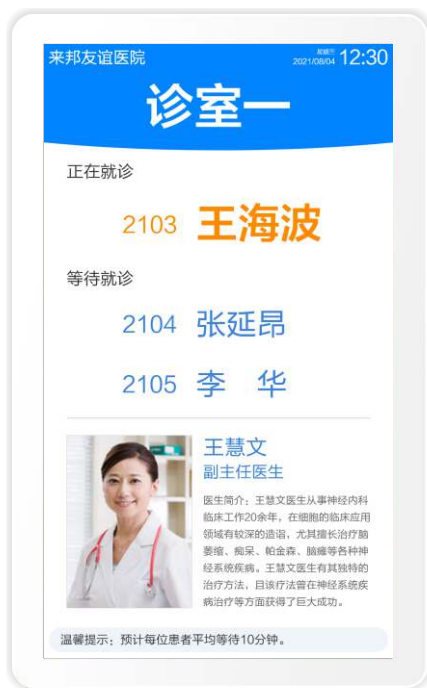 来邦友谊医院
星期三
2021/08/04 12:30
诊室一
正在就诊
2103 王海波
等待就诊
2104 张延昂
2105 李 华
王慧文
副主任医生
医生简介：王慧文医生从事神经内科
临床工作20余年，在细胞的临床应用
领域有较深的造诣，尤其擅长治疗脑
萎缩、痴呆、帕金森、脑瘫等各种神
经系统疾病。王慧文医生有其独特的
治疗方法，且该疗法曾在神经系统疾
病治疗等方面获得了巨大成功。
温馨提示：预计每位患者平均等待10分钟。